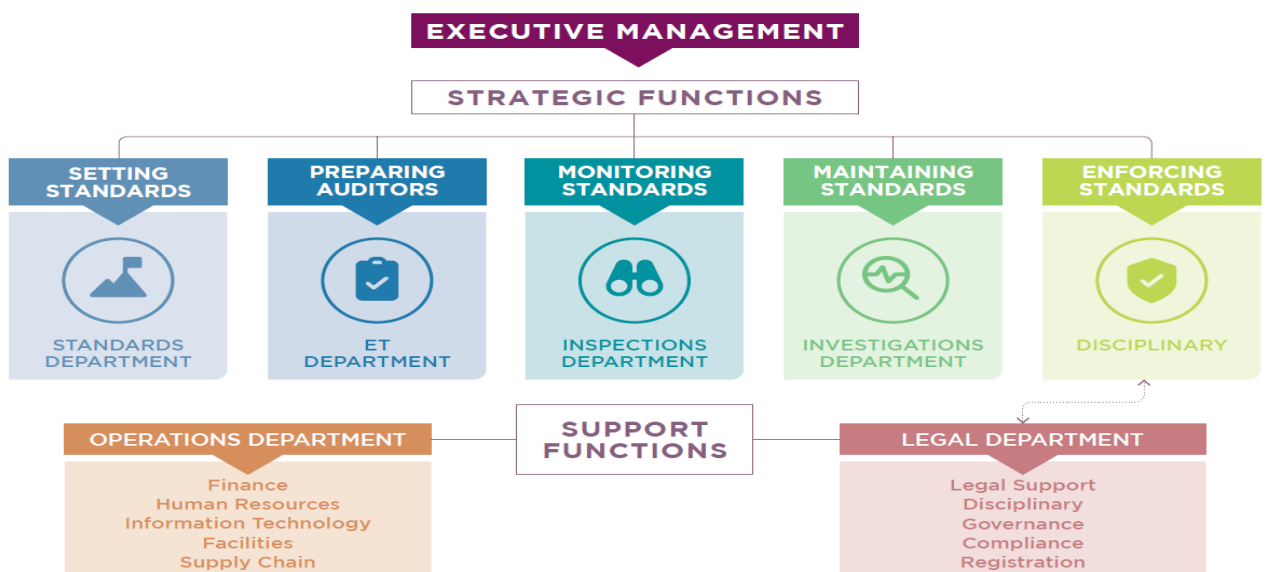 EXECUTIVE MANAGEMENT
STRATEGIC FUNCTIONS
SETTING
STANDARDS
STANDARDS
DEPARTMENT
PREPARING
AUDITORS
ET
DEPARTMENT
MONITORING
STANDARDS
INSPECTIONS
DEPARTMENT
MAINTAINING
STANDARDS
INVESTIGATIONS
DEPARTMENT
ENFORCING
STANDARDS
DISCIPLINARY
SUPPORT
FUNCTIONS
OPERATIONS DEPARTMENT
Finance
Human Resources
Information Technology
Facilities
Supply Chain
LEGAL DEPARTMENT
Legal Support
Disciplinary
Governance
Compliance
Registration